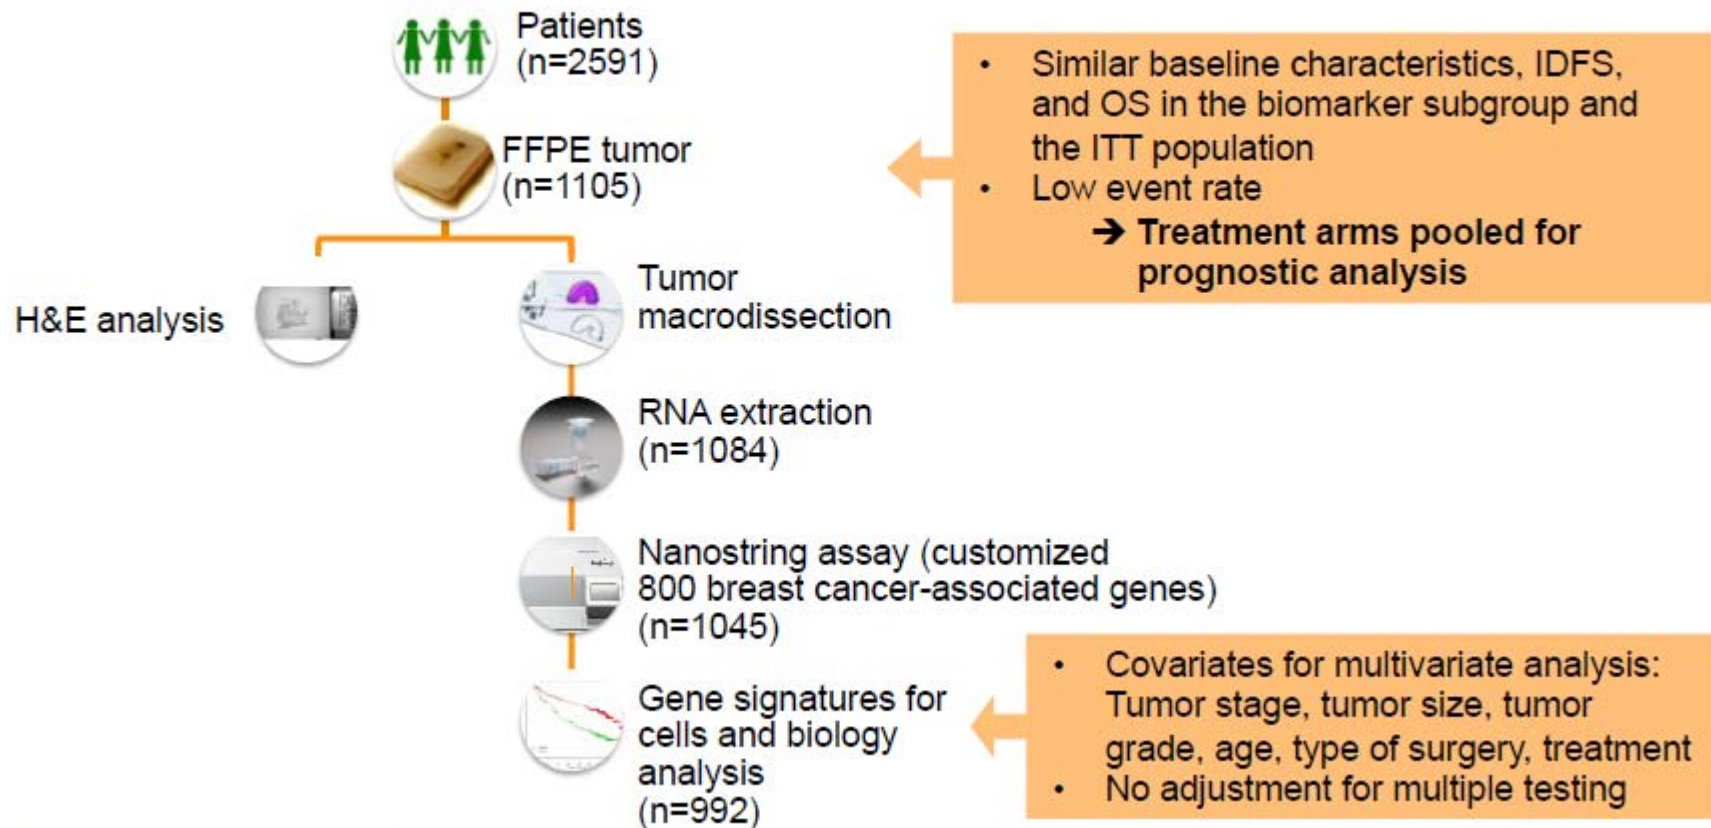 Patients
(n=2591)
FFPE tumor
(n=1105)
• Similar baseline characteristics, IDFS,
and OS in the biomarker subgroup and
the ITT population
• Low event rate
➔ Treatment arms pooled for
prognostic analysis
H&E analysis
Tumor
macrodissection
RNA extraction
(n=1084)
Nanostring assay (customized
800 breast cancer-associated genes)
(n=1045)
Gene signatures for
cells and biology
analysis
(n=992)
• Covariates for multivariate analysis:
Tumor stage, tumor size, tumor
grade, age, type of surgery, treatment
• No adjustment for multiple testing